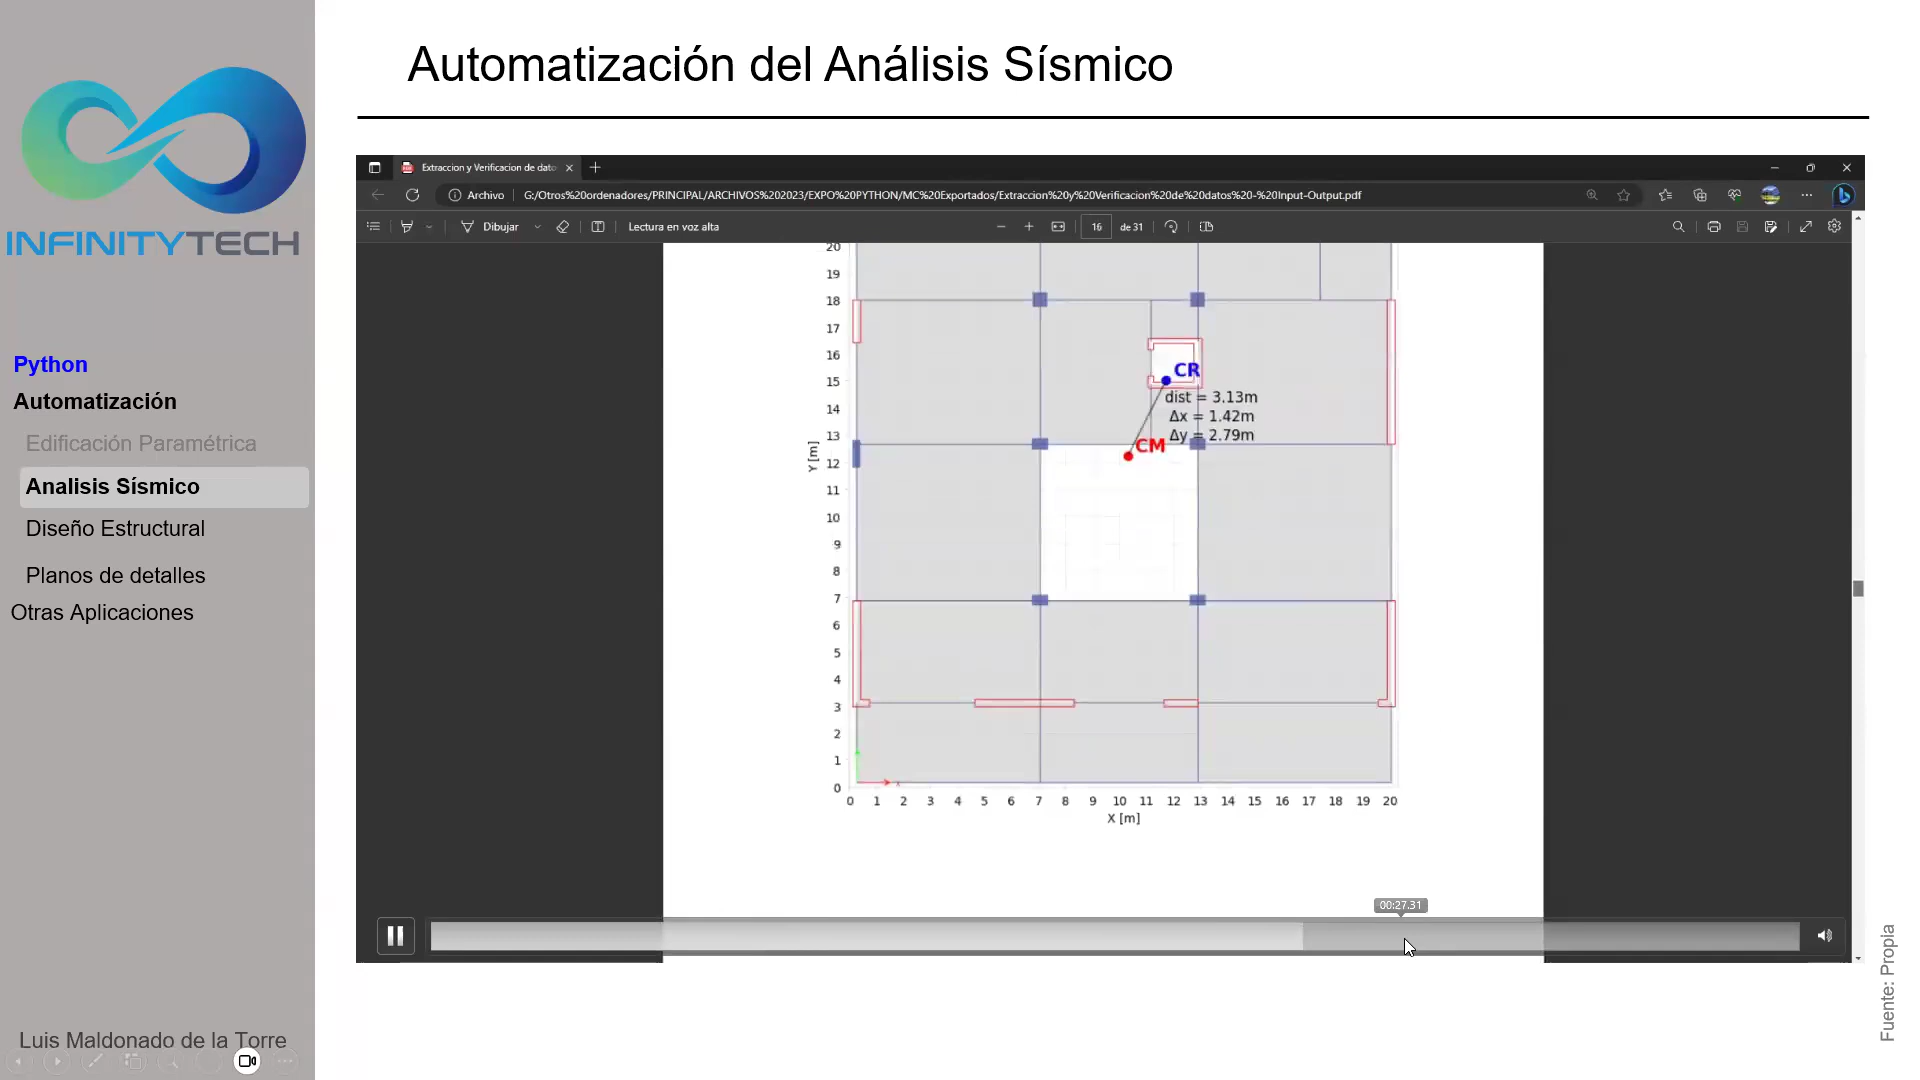 Automatización del Análisis Sísmico
INFINITYTECH
Python
Automatización
Edificación Paramétrica
Analisis Sísmico
Diseño Estructural
Planos de detalles
Otras Aplicaciones
Luis Maldonado de la Torre
Extraccion y Verificacion de dato
Archivo
G:/Otros%20ordenadores/PRINCIPAL/ARCHIVOS%202023/EXPO%20PYTHON/MC%20Exportados/Extraccion%20y%20Verificacion%20de%20datos%20-%20Input-Output.pdf
Dibujar
Lectura en voz alta
16 de 31
20
19
18
17
16
15
14
13
12
11
10
9
8
7
6
5
4
3
2
1
0
Y [m]
CR
dist = 3.13m
Δx = 1.42m
Δy = 2.79m
CM
x
0 1 2 3 4 5 6 7 8 9 10 11 12 13 14 15 16 17 18 19 20
X [m]
00:27.31
Fuente: Propia